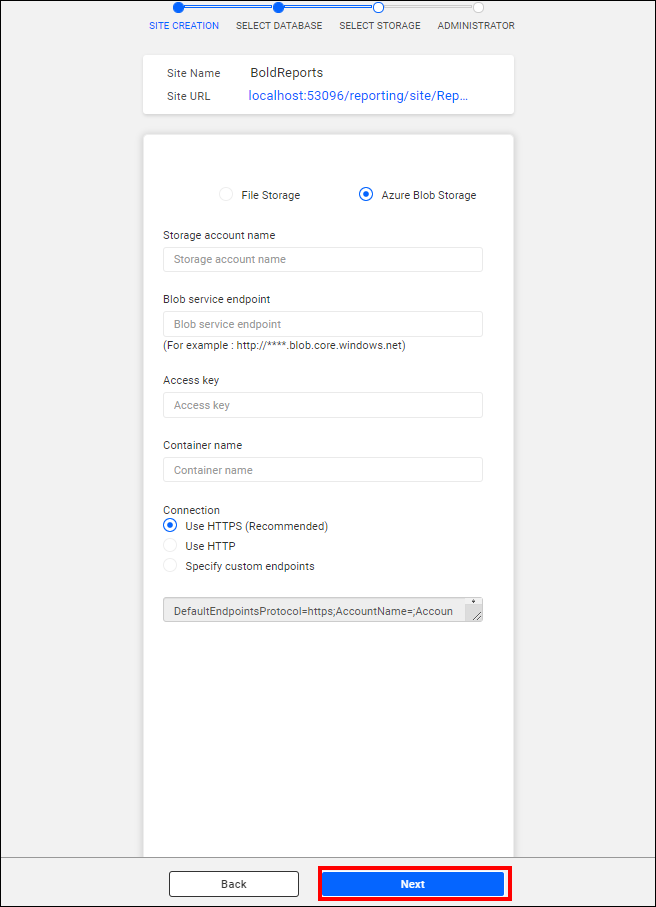 SITE CREATION SELECT DATABASE SELECT STORAGE ADMINISTRATOR
Site Name BoldReports
Site URL localhost:53096/reporting/site/Rep...
File Storage Azure Blob Storage
Storage account name
Storage account name
Blob service endpoint
Blob service endpoint
(For example : http://****.blob.core.windows.net)
Access key
Access key
Container name
Container name
Connection
Use HTTPS (Recommended)
Use HTTP
Specify custom endpoints
DefaultEndpointsProtocol=https;AccountName=;Accoun
Back Next